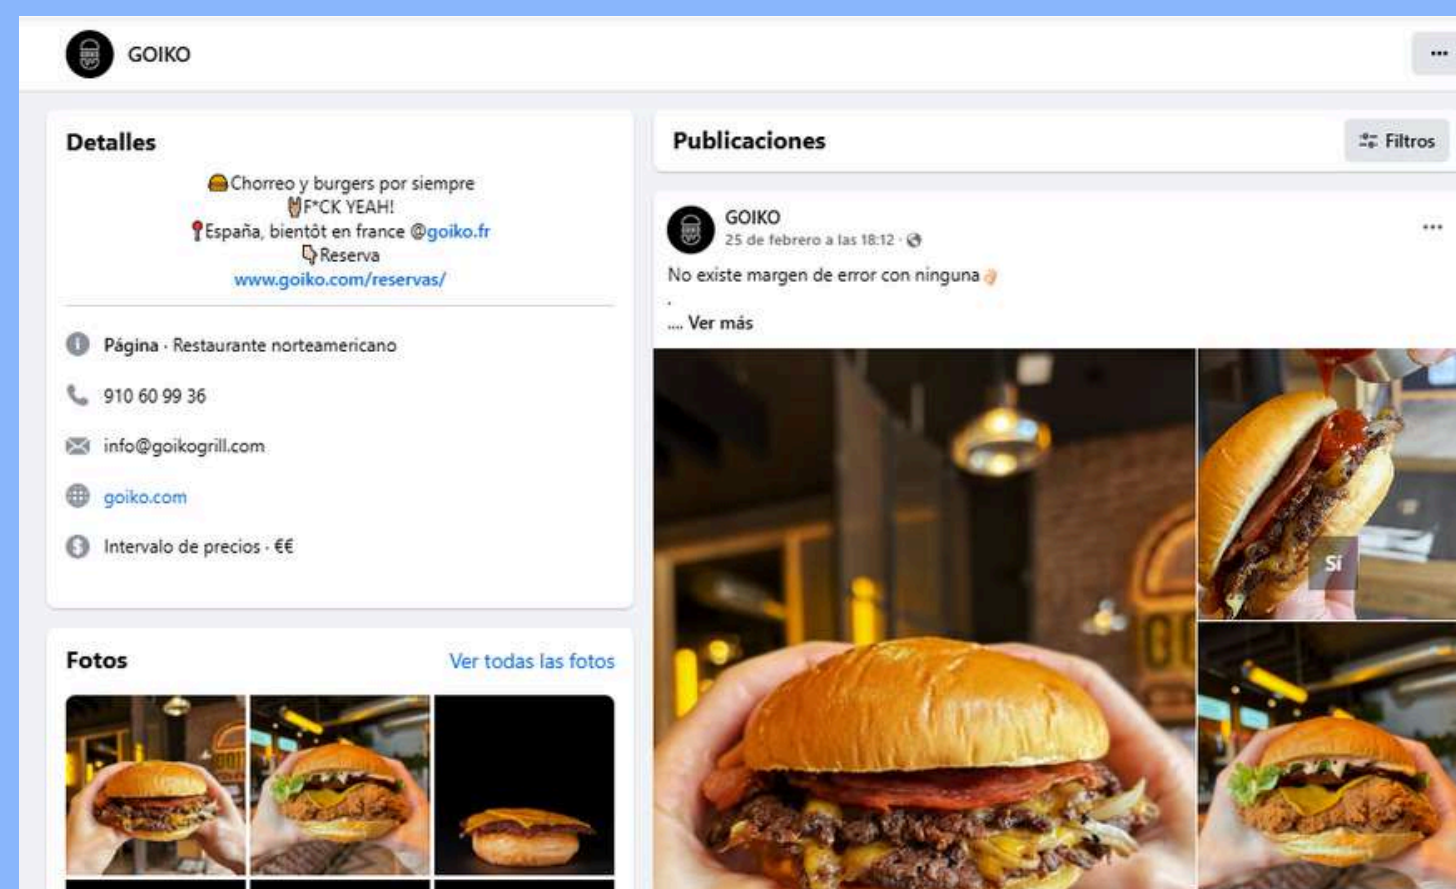 GOIKO
Detalles
🍔Chorreo y burgers por siempre
🤘F*CK YEAH!
📍España, bientôt en france @goiko.fr
👇Reserva
www.goiko.com/reservas/
Página · Restaurante norteamericano
910 60 99 36
info@goikogrill.com
goiko.com
Intervalo de precios · €€
Fotos
Ver todas las fotos
Publicaciones
Filtros
GOIKO
25 de febrero a las 18:12 ·
No existe margen de error con ninguna👌
.
.... Ver más
Sí